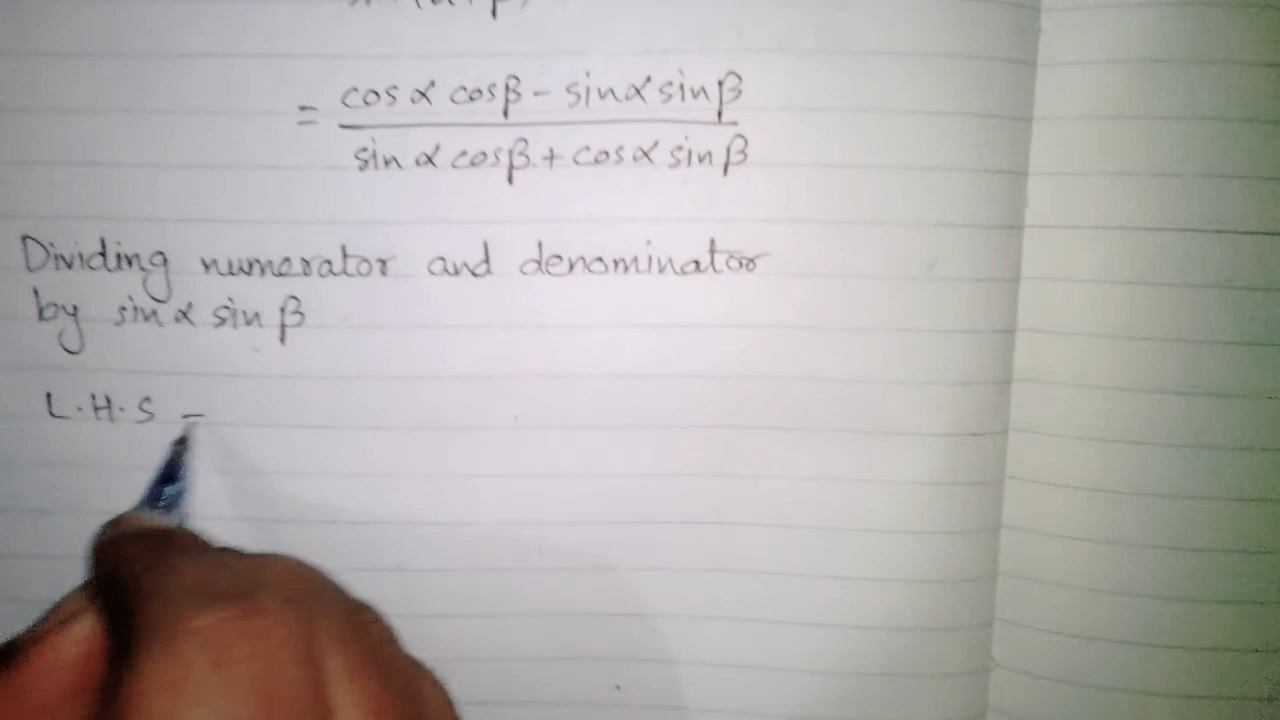 = cos α cos β - sin α sin β
sin α cos β + cos α sin β
Dividing numerator and denominator
by sin α sin β
L.H.S -